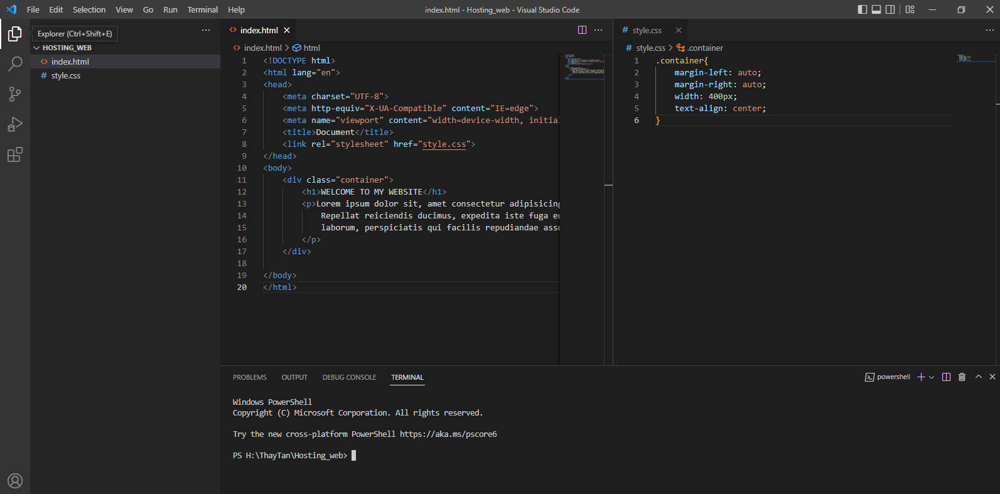 File Edit Selection View Go Run Terminal Help
index.html - Hosting_web - Visual Studio Code
Explorer (Ctrl+Shift+E)
HOSTING_WEB
index.html
style.css
index.html
index.html > html
1 <!DOCTYPE html>
2 <html lang="en">
3 <head>
4 <meta charset="UTF-8">
5 <meta http-equiv="X-UA-Compatible" content="IE=edge">
6 <meta name="viewport" content="width=device-width, initial
7 <title>Document</title>
8 <link rel="stylesheet" href="style.css">
9 </head>
10 <body>
11 <div class="container">
12 <h1>WELCOME TO MY WEBSITE</h1>
13 <p>Lorem ipsum dolor sit, amet consectetur adipisicing
14 Repellat reiciendis ducimus, expedita iste fuga eu
15 laborum, perspiciatis qui facilis repudiandae assu
16 </p>
17 </div>
18
19 </body>
20 </html>
# style.css
# style.css > .container
1 .container{
2 margin-left: auto;
3 margin-right: auto;
4 width: 400px;
5 text-align: center;
6 }
PROBLEMS OUTPUT DEBUG CONSOLE TERMINAL
powershell
Windows PowerShell
Copyright (C) Microsoft Corporation. All rights reserved.
Try the new cross-platform PowerShell https://aka.ms/pscore6
PS H:\ThayTan\Hosting_web>